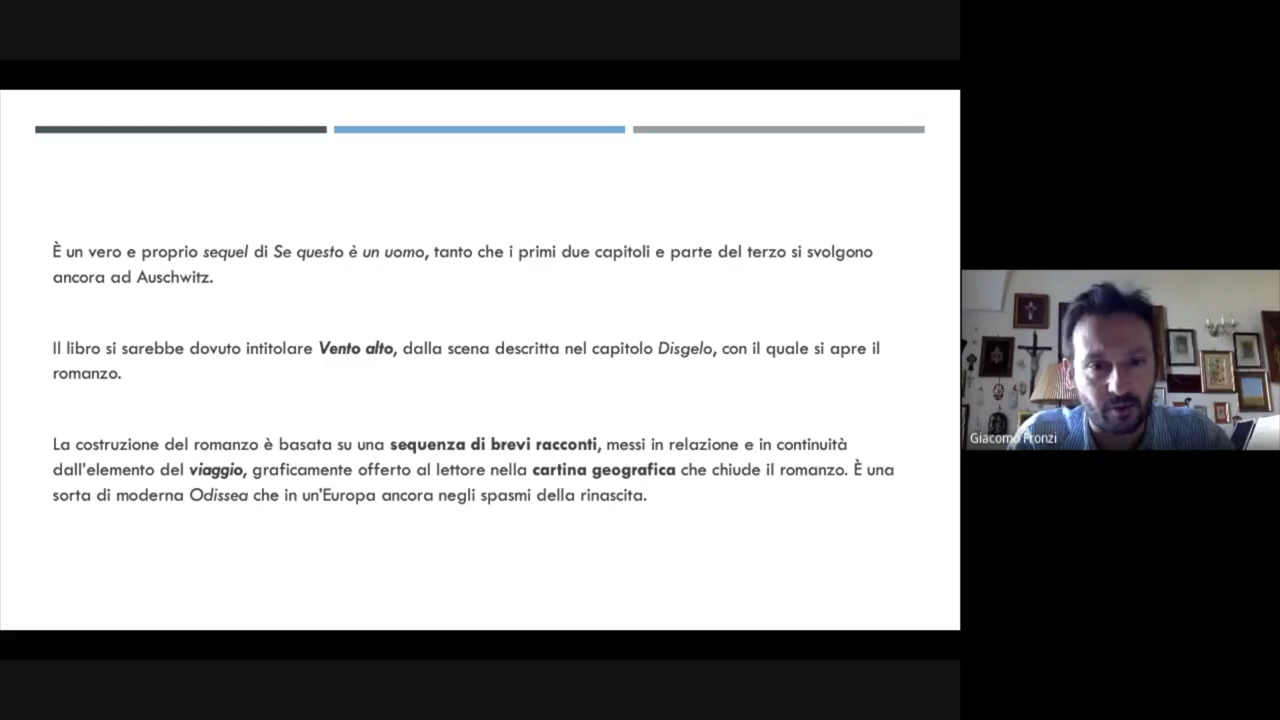 È un vero e proprio sequel di Se questo è un uomo, tanto che i primi due capitoli e parte del terzo si svolgono
ancora ad Auschwitz.
Il libro si sarebbe dovuto intitolare Vento alto, dalla scena descritta nel capitolo Disgelo, con il quale si apre il
romanzo.
La costruzione del romanzo è basata su una sequenza di brevi racconti, messi in relazione e in continuità
dall'elemento del viaggio, graficamente offerto al lettore nella cartina geografica che chiude il romanzo. È una
sorta di moderna Odissea che in un'Europa ancora negli spasmi della rinascita.
Giacomo Fronzi